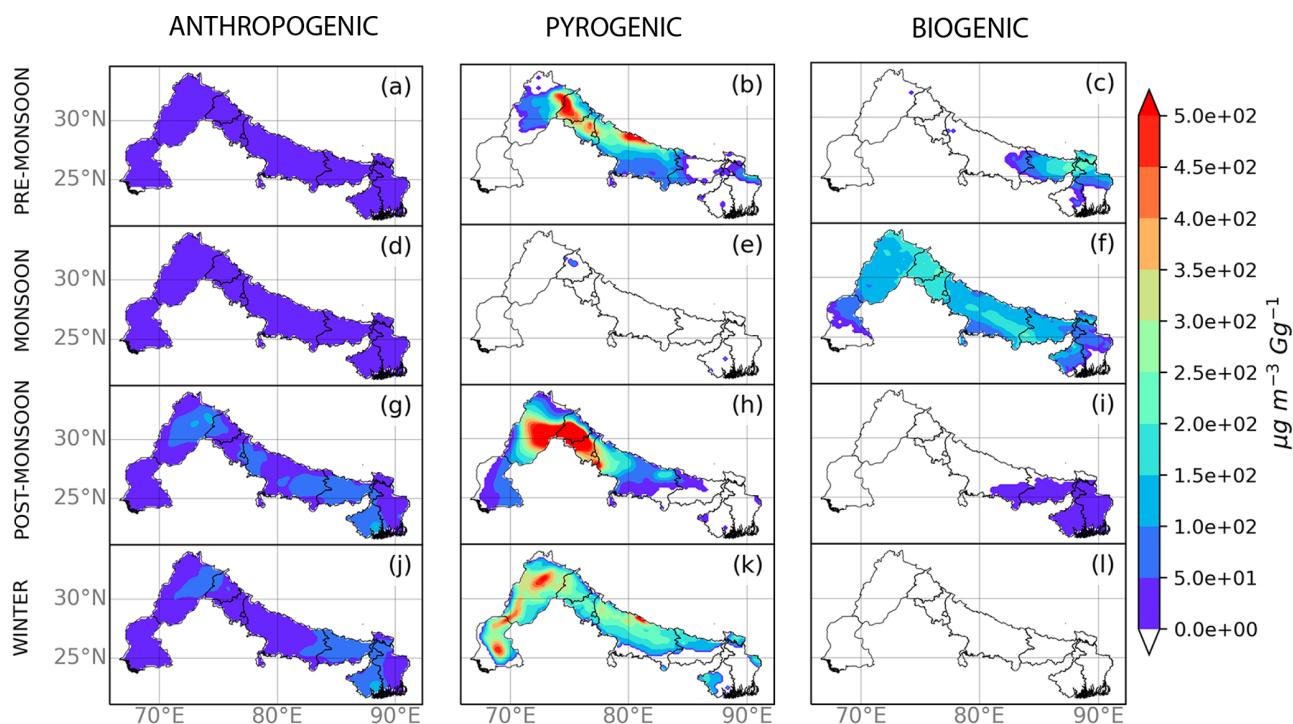 ANTHROPOGENIC PYROGENIC BIOGENIC
PRE-MONSOON
30°N
25°N
(a) (b) (c)
MONSOON
30°N
25°N
(d) (e) (f)
POST-MONSOON
30°N
25°N
(g) (h) (i)
WINTER
30°N
25°N
(j) (k) (l)
70°E 80°E 90°E 70°E 80°E 90°E 70°E 80°E 90°E
5.0e+02
4.5e+02
4.0e+02
3.5e+02
3.0e+02
2.5e+02
2.0e+02
1.5e+02
1.0e+02
5.0e+01
0.0e+00
μg m⁻³ Gg⁻¹